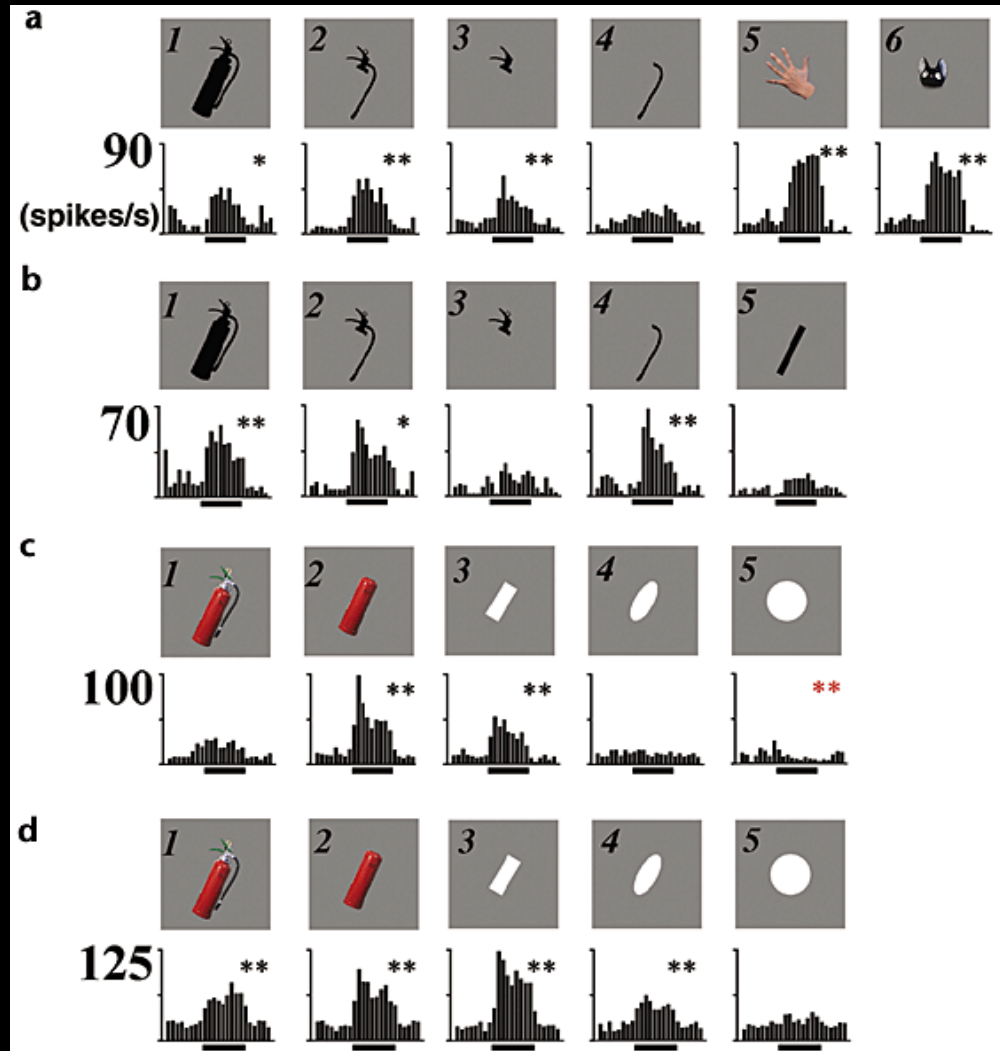 a
1 2 3 4 5 6
90 * ** ** ** **
(spikes/s)
b
1 2 3 4 5
70 ** * **
c
1 2 3 4 5
100 ** ** **
d
1 2 3 4 5
125 ** ** ** **